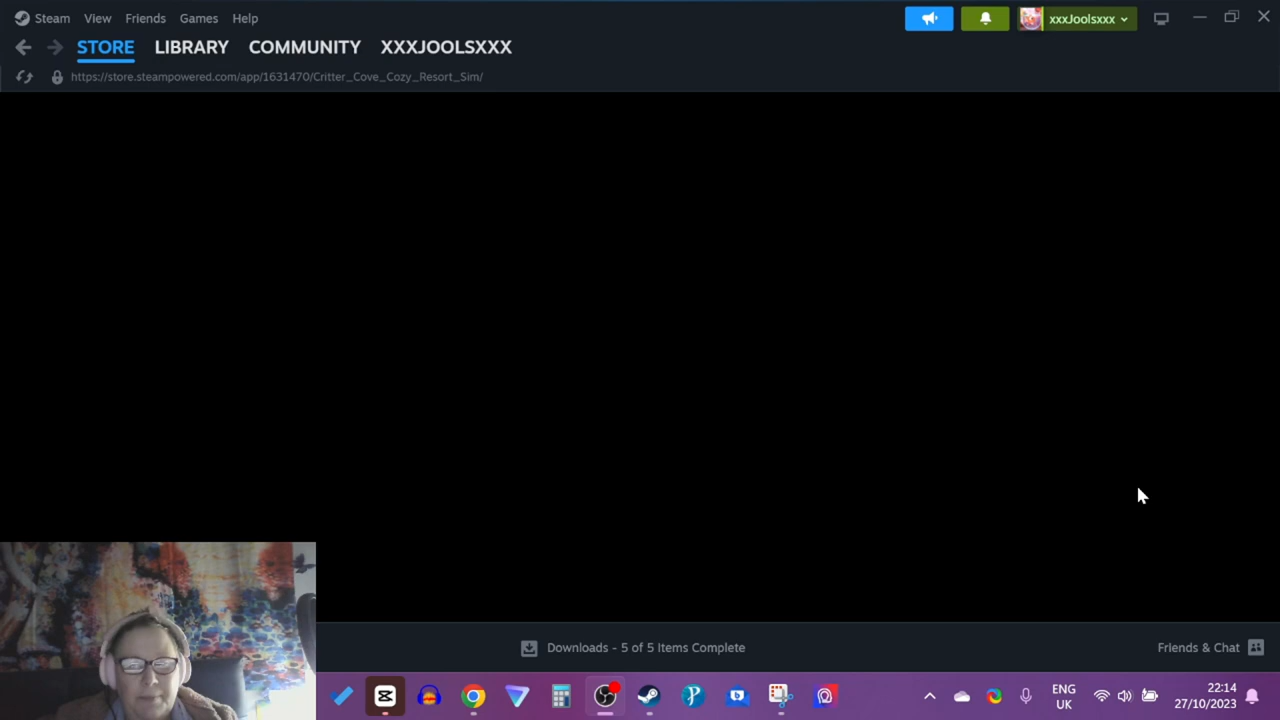 Steam View Friends Games Help xxxJoolsxxx
STORE LIBRARY COMMUNITY XXXJOOLSXXX
https://store.steampowered.com/app/1631470/Critter_Cove_Cozy_Resort_Sim/
Downloads - 5 of 5 Items Complete
Friends & Chat
ENG
UK
22:14
27/10/2023